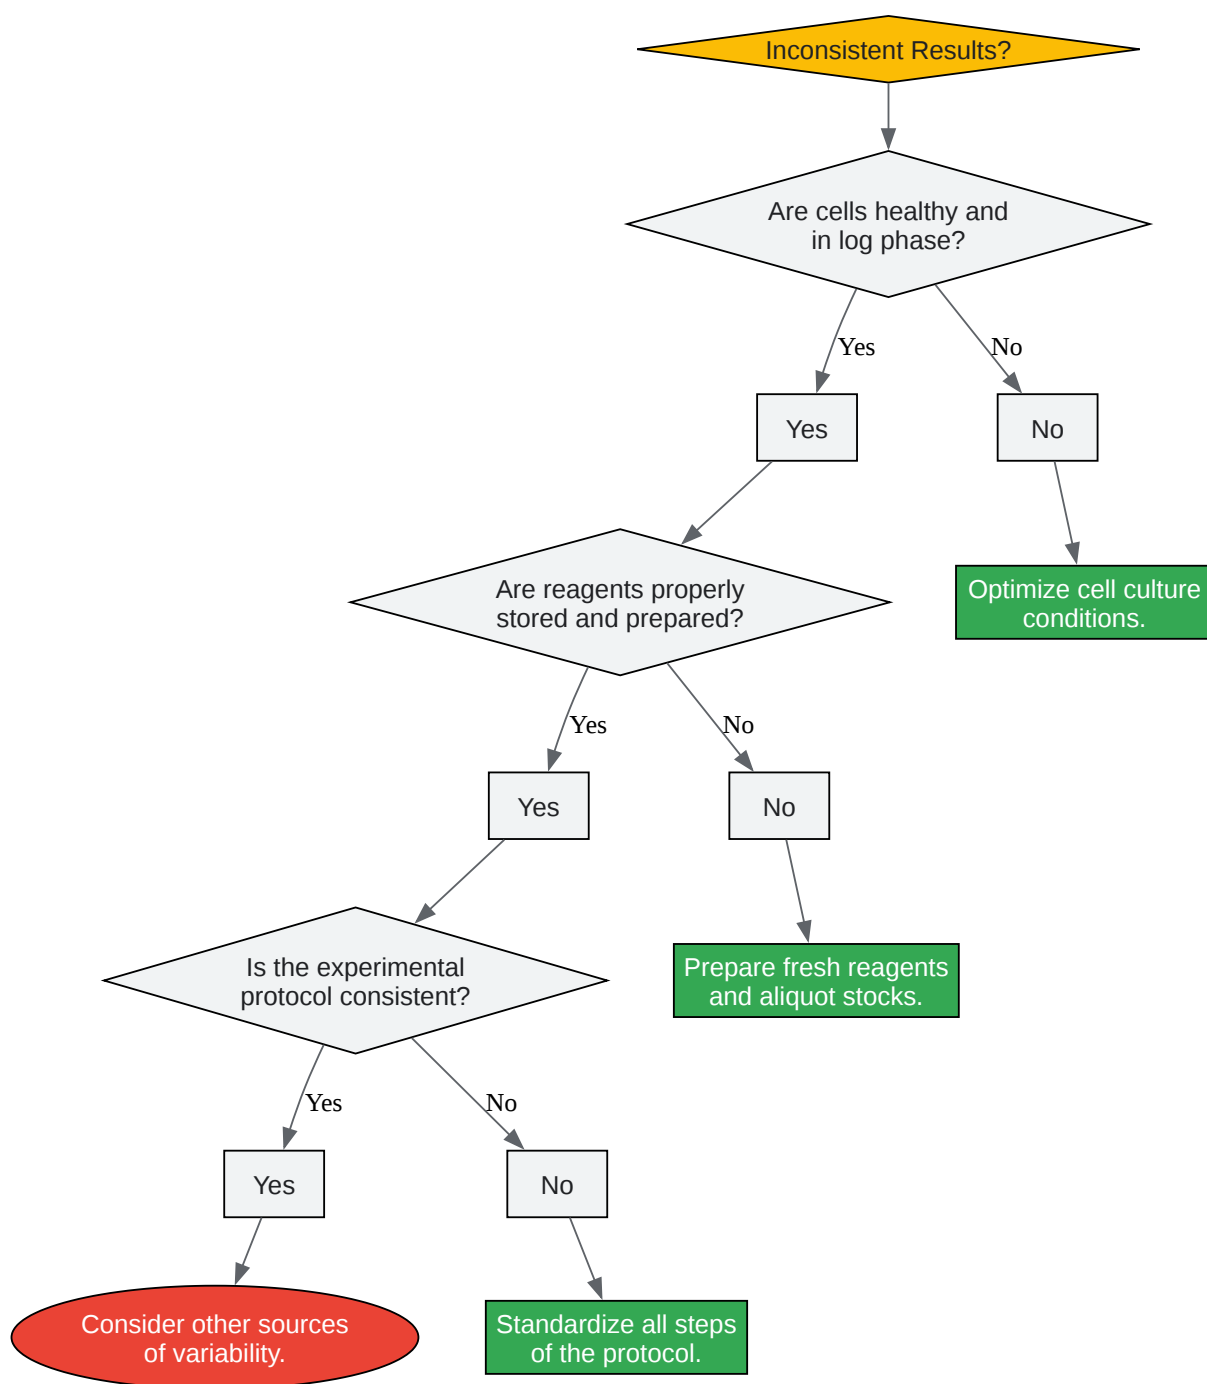 Inconsistent Results?
Are cells healthy and
in log phase?
Yes
No
Yes
No
Are reagents properly
stored and prepared?
Optimize cell culture
conditions.
Yes
No
Yes
No
Is the experimental
protocol consistent?
Prepare fresh reagents
and aliquot stocks.
Yes
No
Yes
No
Consider other sources
of variability.
Standardize all steps
of the protocol.